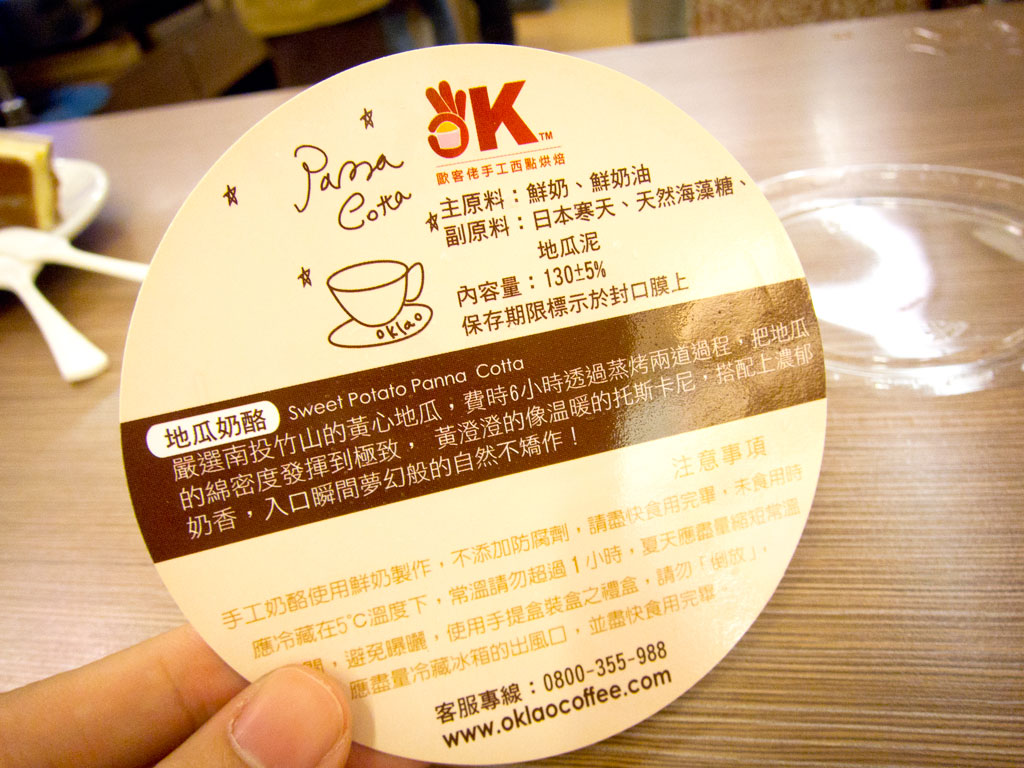 Panna
Cotta
OK™
歐客佬手工西點烘焙
主原料：鮮奶、鮮奶油
副原料：日本寒天、天然海藻糖、
地瓜泥
內容量：130±5%
保存期限標示於封口膜上
oklao
地瓜奶酪 Sweet Potato Panna Cotta
嚴選南投竹山的黃心地瓜；費時6小時透過蒸烤兩道過程，把地瓜
的綿密度發揮到極致， 黃澄澄的像溫暖的托斯卡尼，搭配上濃郁
奶香，入口瞬間夢幻般的自然不矯作！
注意事項
手工奶酪使用鮮奶製作，不添加防腐劑，請盡快食用完畢，未食用時
應冷藏在5°C溫度下，常溫請勿超過1小時，夏天應盡量縮短常溫
間，避免曝曬，使用手提盒裝盒之禮盒，請勿「倒放」，
應盡量冷藏冰箱的出風口，並盡快食用完畢。
客服專線：0800-355-988
www.oklaocoffee.com